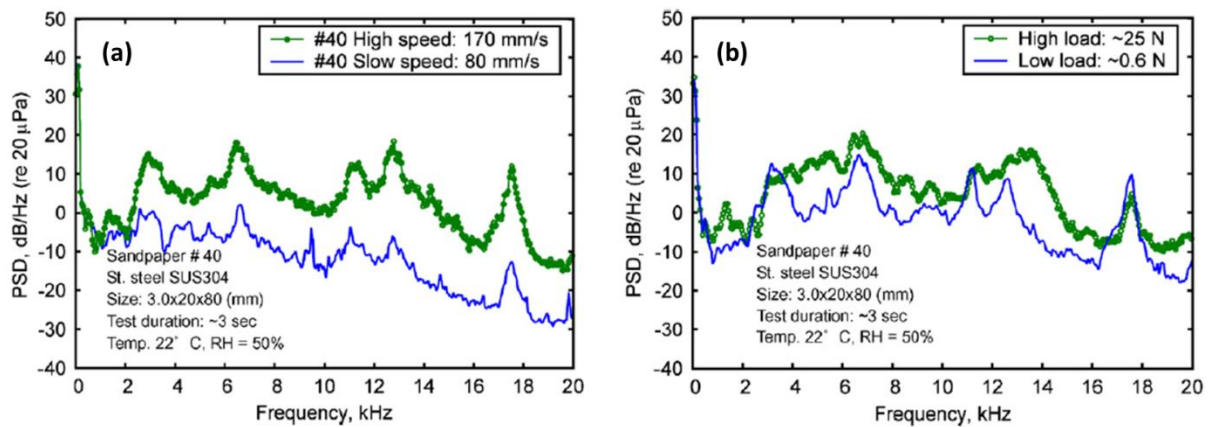 (a)
#40 High speed: 170 mm/s
#40 Slow speed: 80 mm/s
PSD, dB/Hz (re 20 μPa)
50
40
30
20
10
0
-10
-20
-30
-40
Sandpaper # 40
St. steel SUS304
Size: 3.0x20x80 (mm)
Test duration: ~3 sec
Temp. 22° C, RH = 50%
0 2 4 6 8 10 12 14 16 18 20
Frequency, kHz
(b)
High load: ~25 N
Low load: ~0.6 N
PSD, dB/Hz (re 20 μPa)
50
40
30
20
10
0
-10
-20
-30
-40
Sandpaper # 40
St. steel SUS304
Size: 3.0x20x80 (mm)
Test duration: ~3 sec
Temp. 22° C, RH = 50%
0 2 4 6 8 10 12 14 16 18 20
Frequency, kHz